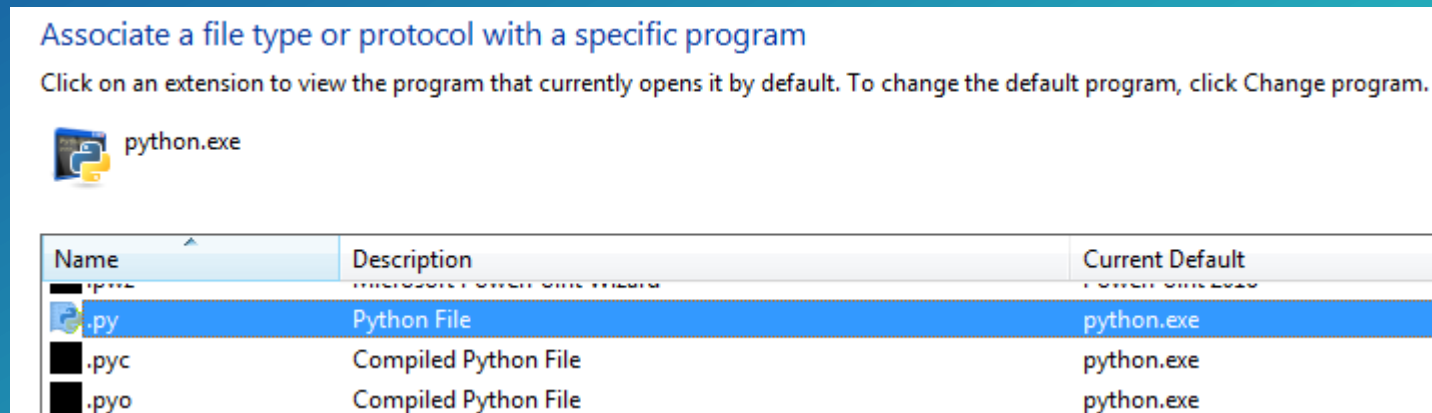 Associate a file type or protocol with a specific program
Click on an extension to view the program that currently opens it by default. To change the default program, click Change program.
python.exe
Name Description Current Default
.py Python File python.exe
.pyc Compiled Python File python.exe
.pyo Compiled Python File python.exe